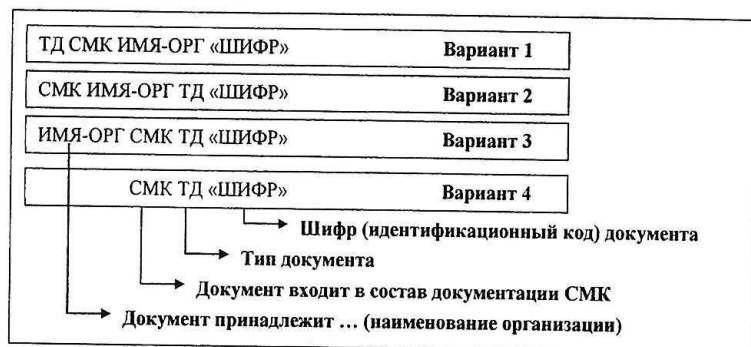 ТД СМК ИМЯ-ОРГ «ШИФР» Вариант 1
СМК ИМЯ-ОРГ ТД «ШИФР» Вариант 2
ИМЯ-ОРГ СМК ТД «ШИФР» Вариант 3
СМК ТД «ШИФР» Вариант 4
Шифр (идентификационный код) документа
Тип документа
Документ входит в состав документации СМК
Документ принадлежит … (наименование организации)